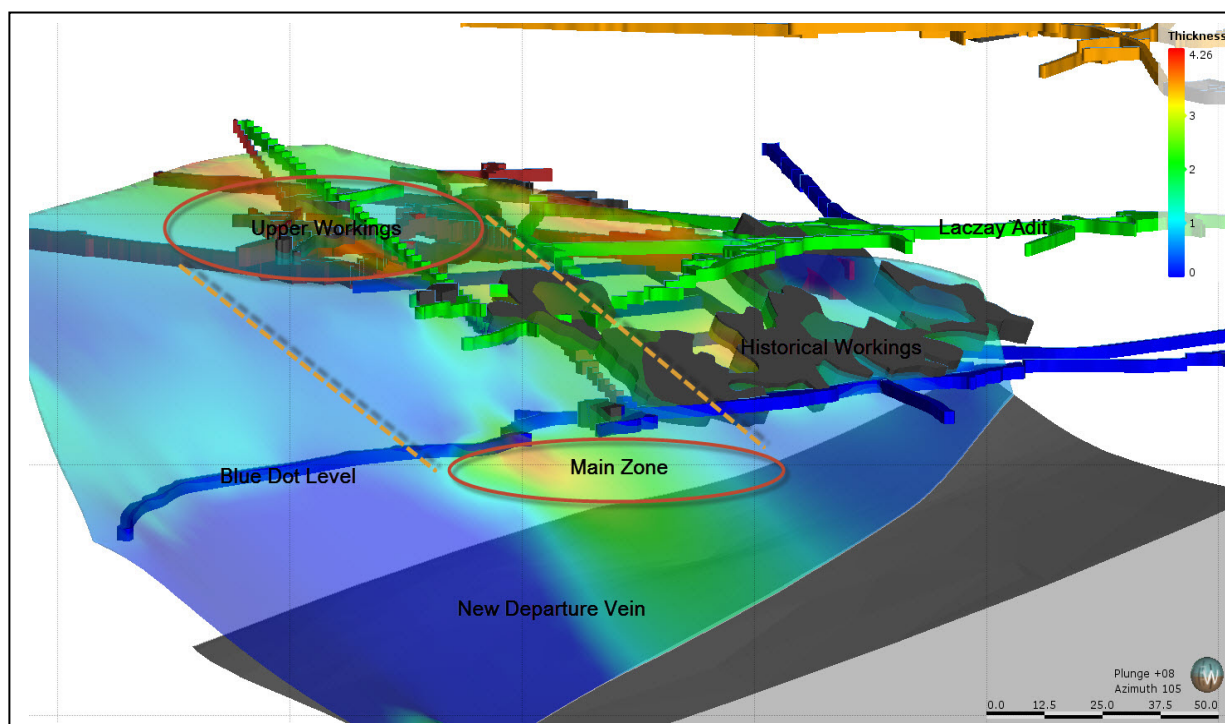 Thickness
4.26
3
2
1
0
Upper Workings
Laczay Adit
Historical Workings
Main Zone
Blue Dot Level
New Departure Vein
Plunge +08
Azimuth 105
W
0.0 12.5 25.0 37.5 50.0